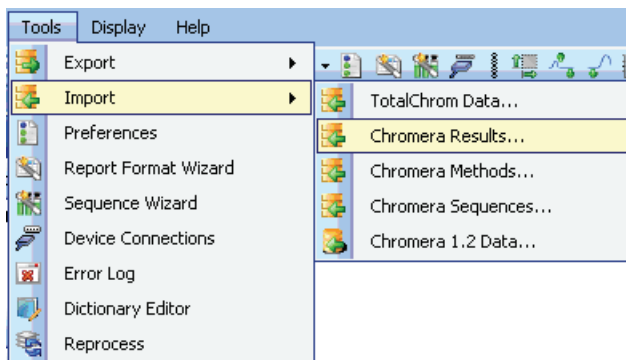 Tools Display Help
Export
Import
Preferences
Report Format Wizard
Sequence Wizard
Device Connections
Error Log
Dictionary Editor
Reprocess
TotalChrom Data...
Chromera Results...
Chromera Methods...
Chromera Sequences...
Chromera 1.2 Data...